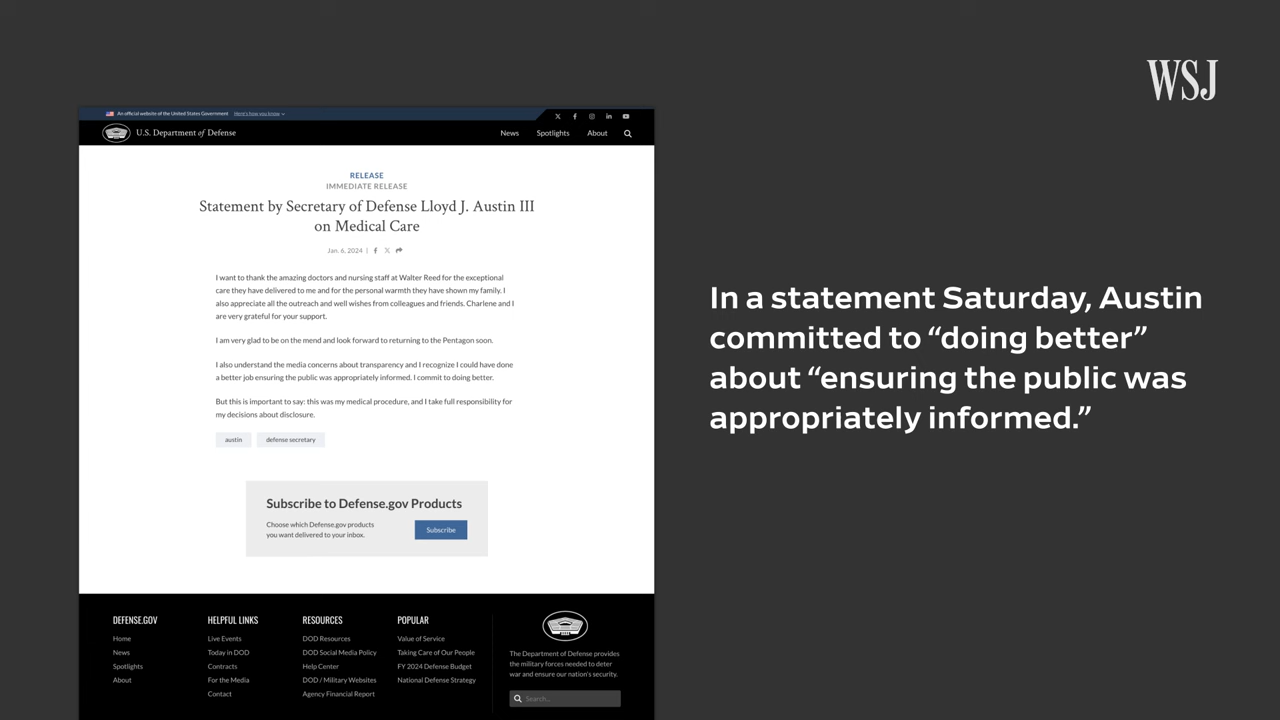 WSJ
An official website of the United States Government Here's how you know
U.S. Department of Defense
News Spotlights About
RELEASE
IMMEDIATE RELEASE
Statement by Secretary of Defense Lloyd J. Austin III
on Medical Care
Jan. 6, 2024 |
I want to thank the amazing doctors and nursing staff at Walter Reed for the exceptional
care they have delivered to me and for the personal warmth they have shown my family. I
also appreciate all the outreach and well wishes from colleagues and friends. Charlene and I
are very grateful for your support.
I am very glad to be on the mend and look forward to returning to the Pentagon soon.
I also understand the media concerns about transparency and I recognize I could have done
a better job ensuring the public was appropriately informed. I commit to doing better.
But this is important to say: this was my medical procedure, and I take full responsibility for
my decisions about disclosure.
austin defense secretary
Subscribe to Defense.gov Products
Choose which Defense.gov products
you want delivered to your inbox.
Subscribe
In a statement Saturday, Austin
committed to “doing better”
about “ensuring the public was
appropriately informed.”
DEFENSE.GOV
Home
News
Spotlights
About
HELPFUL LINKS
Live Events
Today in DOD
Contracts
For the Media
Contact
RESOURCES
DOD Resources
DOD Social Media Policy
Help Center
DOD / Military Websites
Agency Financial Report
POPULAR
Value of Service
Taking Care of Our People
FY 2024 Defense Budget
National Defense Strategy
The Department of Defense provides
the military forces needed to deter
war and ensure our nation's security.
Search...